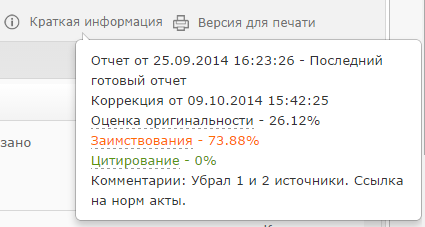 Краткая информация Версия для печати
Отчет от 25.09.2014 16:23:26 - Последний
готовый отчет
Коррекция от 09.10.2014 15:42:25
Оценка оригинальности - 26.12%
Заимствования - 73.88%
зано
Цитирование - 0%
Комментарии: Убрал 1 и 2 источники. Ссылка
на норм акты.